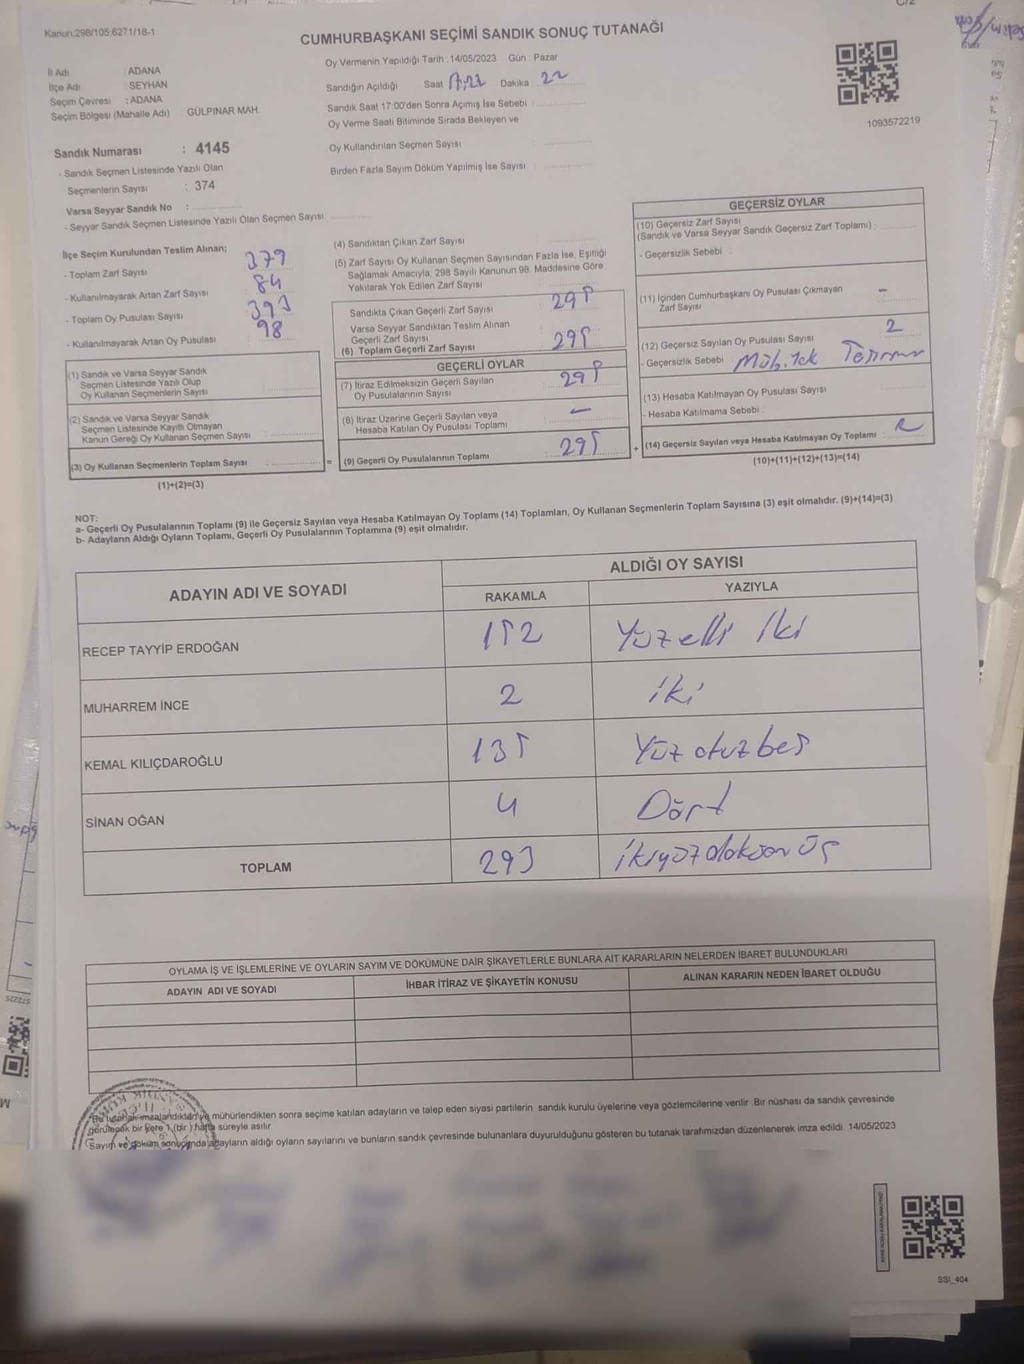 Kanun:298/105.6271/18-1
CUMHURBAŞKANI SEÇİMİ SANDIK SONUÇ TUTANAĞI
İl Adı : ADANA
İlçe Adı : SEYHAN
Seçim Çevresi : ADANA
Seçim Bölgesi (Mahalle Adı) GÜLPINAR MAH.
Oy Vermenin Yapıldığı Tarih : 14/05/2023 Gün : Pazar
Sandığın Açıldığı Saat 17:22 Dakika : 22
Sandık Saat 17:00'den Sonra Açımış İse Sebebi :
Oy Verme Saati Bitiminde Sırada Bekleyen ve
Oy Kullandırılan Seçmen Sayısı :
Birden Fazla Sayım Döküm Yapılmış İse Sayısı :
1093572219
Sandık Numarası : 4145
- Sandık Seçmen Listesinde Yazılı Olan
Seçmenlerin Sayısı : 374
Varsa Seyyar Sandık No :
- Seyyar Sandık Seçmen Listesinde Yazılı Olan Seçmen Sayısı:
İlçe Seçim Kurulundan Teslim Alınan;
- Toplam Zarf Sayısı 379
- Kullanılmayarak Artan Zarf Sayısı 84
- Toplam Oy Pusulası Sayısı 393
- Kullanılmayarak Artan Oy Pusulası 98
(1) Sandık ve Varsa Seyyar Sandık
Seçmen Listesinde Yazılı Olup
Oy Kullanan Seçmenlerin Sayısı
(2) Sandık ve Varsa Seyyar Sandık
Seçmen Listesinde Kayıtlı Olmayan
Kanun Gereği Oy Kullanan Seçmen Sayısı
(3) Oy Kullanan Seçmenlerin Toplam Sayısı :
(1)+(2)=(3)
(4) Sandıktan Çıkan Zarf Sayısı
(5) Zarf Sayısı Oy Kullanan Seçmen Sayısından Fazla İse, Eşitliği
Sağlamak Amacıyla; 298 Sayılı Kanunun 98. Maddesine Göre
Yakılarak Yok Edilen Zarf Sayısı
Sandıkta Çıkan Geçerli Zarf Sayısı 295
Varsa Seyyar Sandıktan Teslim Alınan
Geçerli Zarf Sayısı
(6) Toplam Geçerli Zarf Sayısı 295
GEÇERLİ OYLAR
(7) İtiraz Edilmeksizin Geçerli Sayılan
Oy Pusulalarının Sayısı 295
(8) İtiraz Üzerine Geçerli Sayılan veya
Hesaba Katılan Oy Pusulası Toplamı –
= (9) Geçerli Oy Pusulalarının Toplamı 295
GEÇERSİZ OYLAR
(10) Geçersiz Zarf Sayısı
(Sandık ve Varsa Seyyar Sandık Geçersiz Zarf Toplamı) :
- Geçersizlik Sebebi :
(11) İçinden Cumhurbaşkanı Oy Pusulası Çıkmayan
Zarf Sayısı –
(12) Geçersiz Sayılan Oy Pusulası Sayısı 2
- Geçersizlik Sebebi
(13) Hesaba Katılmayan Oy Pusulası Sayısı
- Hesaba Katılmama Sebebi :
+ (14) Geçersiz Sayılan veya Hesaba Katılmayan Oy Toplamı : 2
(10)+(11)+(12)+(13)=(14)
NOT:
a- Geçerli Oy Pusulalarının Toplamı (9) ile Geçersiz Sayılan veya Hesaba Katılmayan Oy Toplamı (14) Toplamları, Oy Kullanan Seçmenlerin Toplam Sayısına (3) eşit olmalıdır. (9)+(14)=(3)
b- Adayların Aldığı Oyların Toplamı, Geçerli Oy Pusulalarının Toplamına (9) eşit olmalıdır.
ADAYIN ADI VE SOYADI
ALDIĞI OY SAYISI
RAKAMLA YAZIYLA
RECEP TAYYİP ERDOĞAN 152 Yüzelli İki
MUHARREM İNCE 2 iki
KEMAL KILIÇDAROĞLU 135 Yüz otuz beş
SİNAN OĞAN 4 Dört
TOPLAM 293 ikiyüz doksan üç
OYLAMA İŞ VE İŞLEMLERİNE VE OYLARIN SAYIM VE DÖKÜMÜNE DAİR ŞİKAYETLERLE BUNLARA AİT KARARLARIN NELERDEN İBARET BULUNDUKLARI
ADAYIN ADI VE SOYADI İHBAR İTİRAZ VE ŞİKAYETİN KONUSU ALINAN KARARIN NEDEN İBARET OLDUĞU
Bu tutanak imzalandıktan ve mühürlendikten sonra seçime katılan adayların ve talep eden siyasi partilerin sandık kurulu üyelerine veya gözlemcilerine verilir. Bir nüshası da sandık çevresinde
görülecek bir yere 1 (bir) hafta süreyle asılır.
Sayım ve döküm sonucunda adayların aldığı oyların sayılarını ve bunların sandık çevresinde bulunanlara duyurulduğunu gösteren bu tutanak tarafımızdan düzenlenerek imza edildi. 14/05/2023
SSİ_404